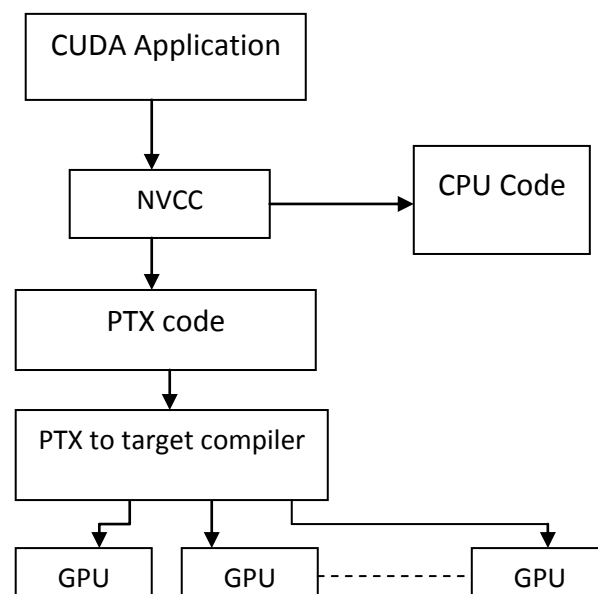 CUDA Application
NVCC
CPU Code
PTX code
PTX to target compiler
GPU
GPU
GPU